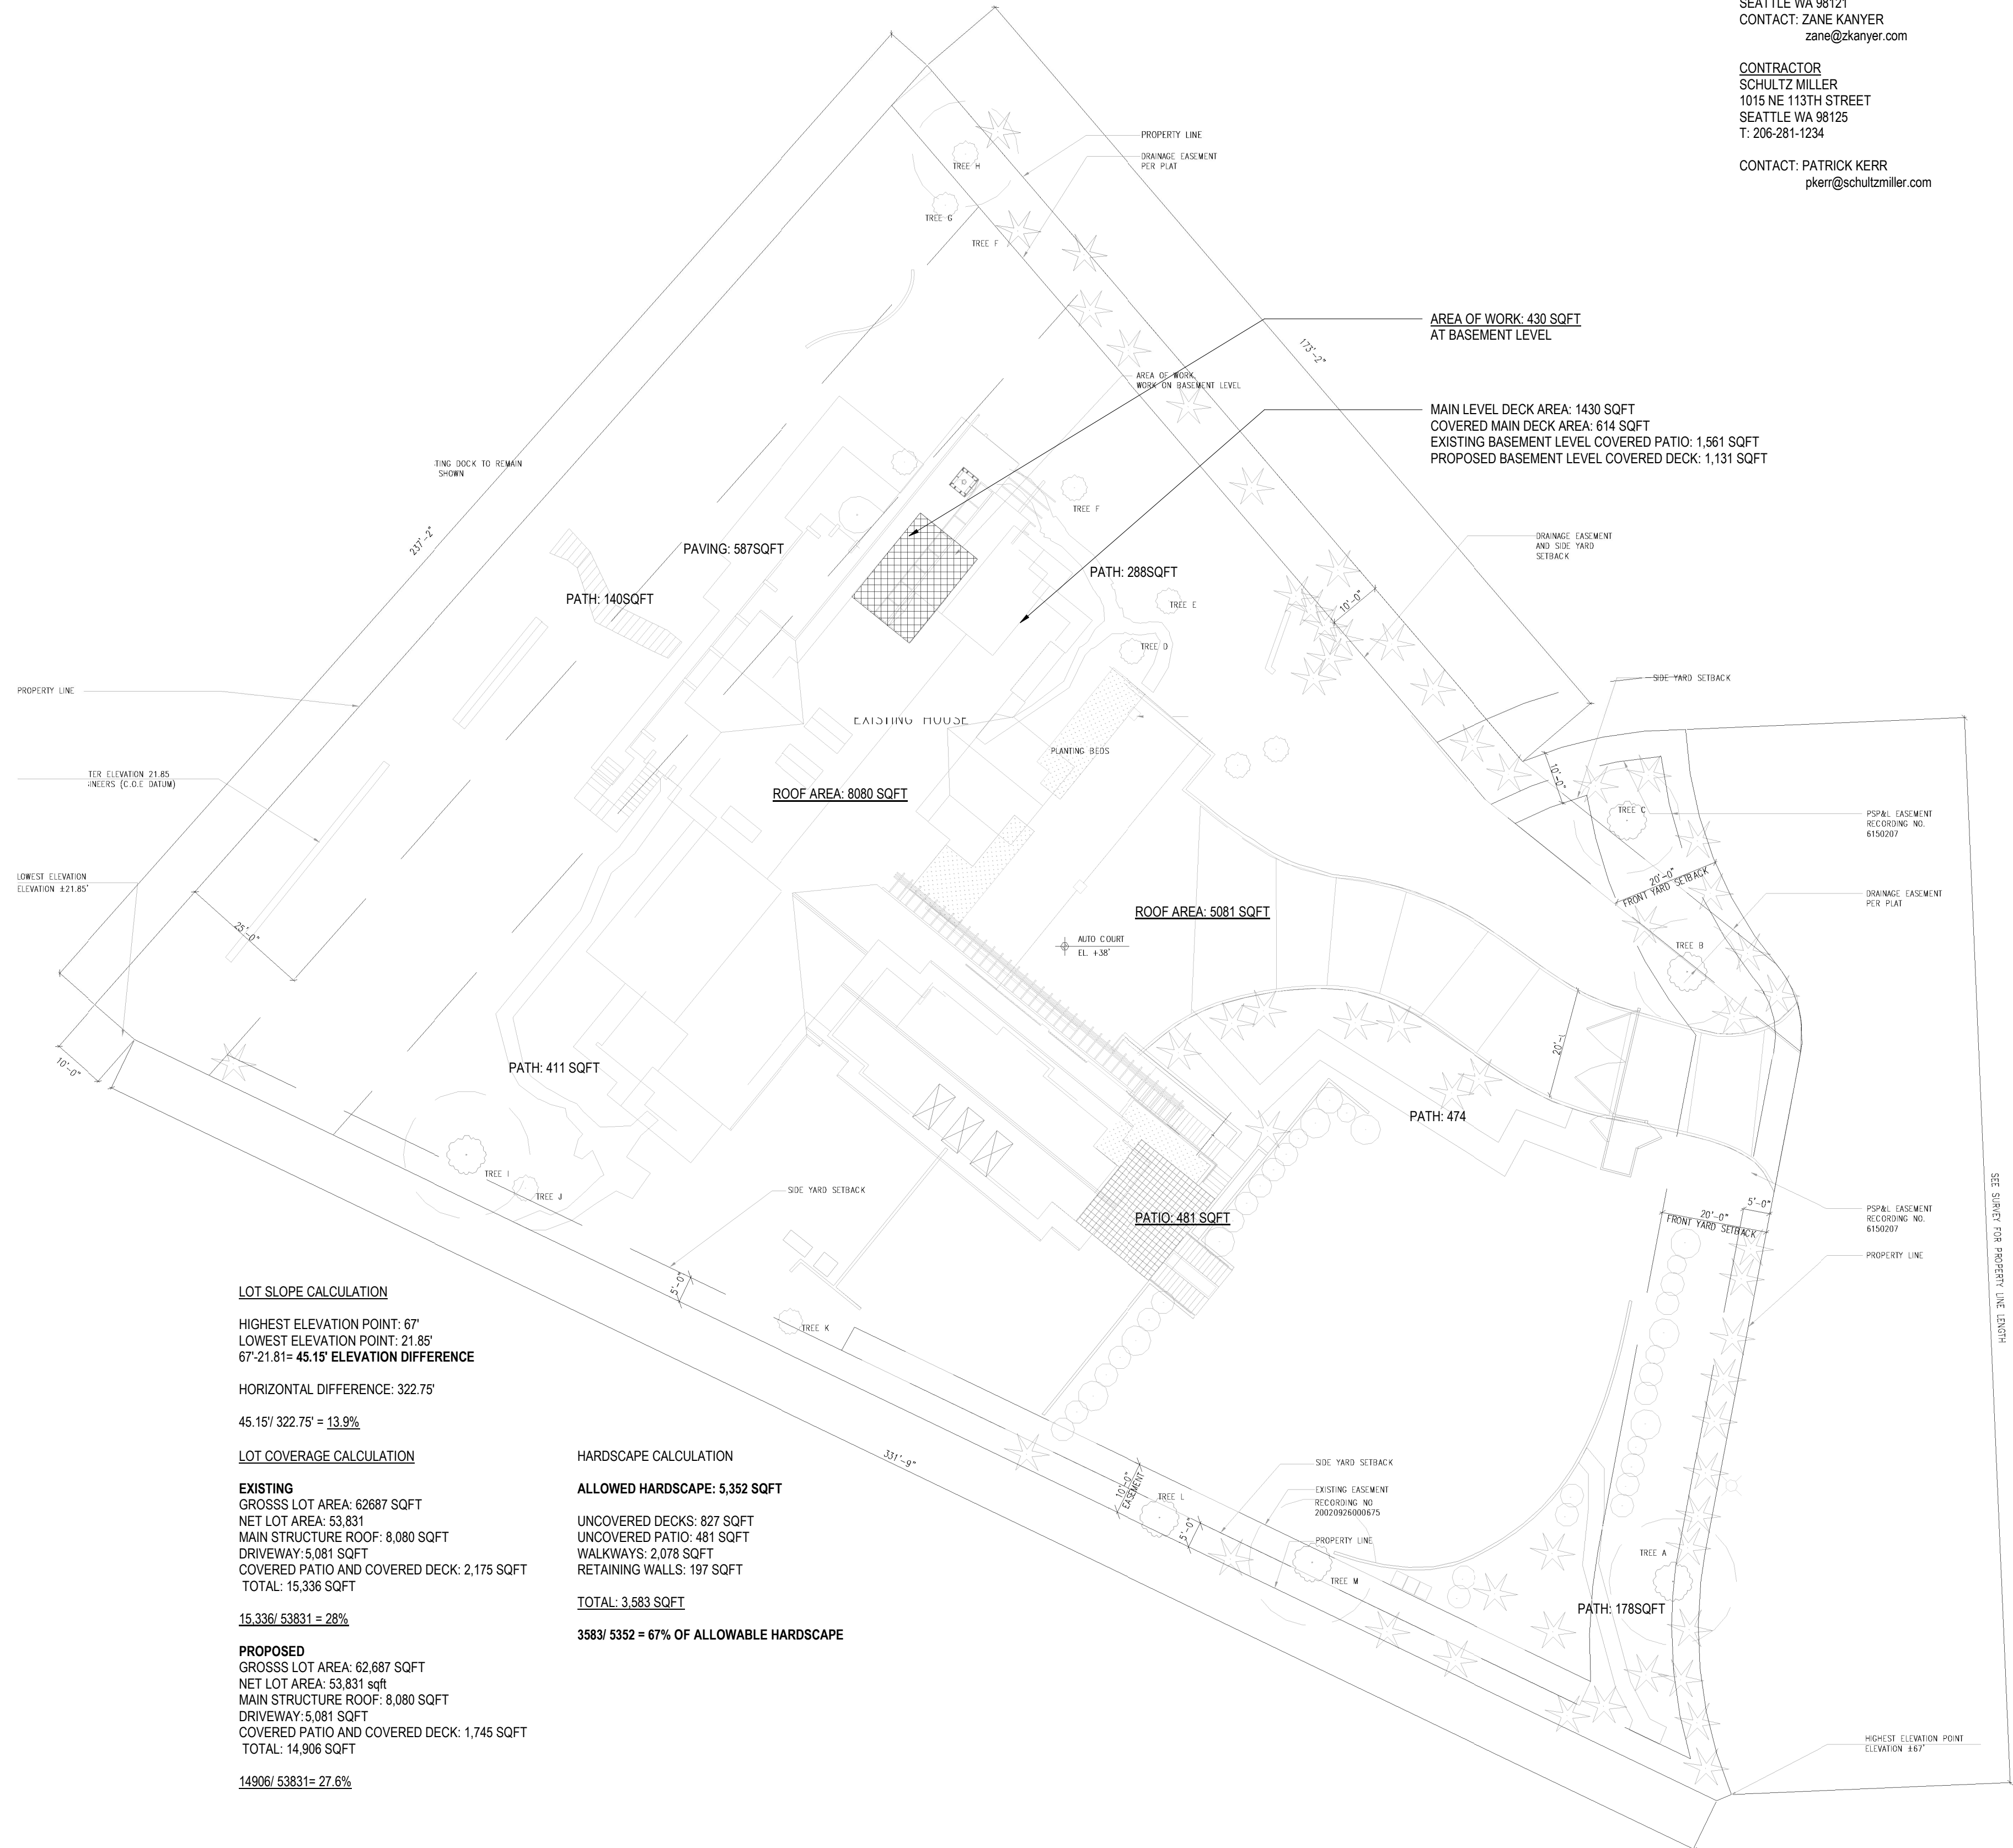 SEATTLE WA 98121
CONTACT: ZANE KANYER
zane@zkanyer.com
CONTRACTOR
SCHULTZ MILLER
1015 NE 113TH STREET
SEATTLE WA 98125
T: 206-281-1234
CONTACT: PATRICK KERR
pkerr@schultzmiller.com
PROPERTY LINE
DRAINAGE EASEMENT
PER PLAT
TREE H
TREE G
TREE F
AREA OF WORK: 430 SQFT
AT BASEMENT LEVEL
173'-2"
AREA OF WORK,
WORK ON BASEMENT LEVEL
MAIN LEVEL DECK AREA: 1430 SQFT
COVERED MAIN DECK AREA: 614 SQFT
EXISTING BASEMENT LEVEL COVERED PATIO: 1,561 SQFT
PROPOSED BASEMENT LEVEL COVERED DECK: 1,131 SQFT
TING DOCK TO REMAIN
SHOWN
237'-2"
TREE F
DRAINAGE EASEMENT
AND SIDE YARD
SETBACK
PAVING: 587SQFT
PATH: 288SQFT
PATH: 140SQFT
10'-0"
TREE E
TREE D
SIDE YARD SETBACK
PROPERTY LINE
EXISTING HOUSE
PLANTING BEDS
10'-0"
TER ELEVATION 21.85
INEERS (C.O.E DATUM)
ROOF AREA: 8080 SQFT
TREE C
PSP&L EASEMENT
RECORDING NO.
6150207
LOWEST ELEVATION
ELEVATION ±21.85'
20'-0"
FRONT YARD SETBACK
DRAINAGE EASEMENT
PER PLAT
25'-0"
ROOF AREA: 5081 SQFT
AUTO COURT
EL. +38'
TREE B
20'-1
10'-0"
PATH: 411 SQFT
PATH: 474
TREE I
TREE J
SIDE YARD SETBACK
SEE SURVEY FOR PROPERTY LINE LENGTH
5'-0"
20'-0"
FRONT YARD SETBACK
PSP&L EASEMENT
RECORDING NO.
6150207
PATIO: 481 SQFT
PROPERTY LINE
5'-0"
TREE K
LOT SLOPE CALCULATION
HIGHEST ELEVATION POINT: 67'
LOWEST ELEVATION POINT: 21.85'
67'-21.81= 45.15' ELEVATION DIFFERENCE
HORIZONTAL DIFFERENCE: 322.75'
45.15'/ 322.75' = 13.9%
LOT COVERAGE CALCULATION
EXISTING
GROSSS LOT AREA: 62687 SQFT
NET LOT AREA: 53,831
MAIN STRUCTURE ROOF: 8,080 SQFT
DRIVEWAY: 5,081 SQFT
COVERED PATIO AND COVERED DECK: 2,175 SQFT
TOTAL: 15,336 SQFT
15,336/ 53831 = 28%
PROPOSED
GROSSS LOT AREA: 62,687 SQFT
NET LOT AREA: 53,831 sqft
MAIN STRUCTURE ROOF: 8,080 SQFT
DRIVEWAY: 5,081 SQFT
COVERED PATIO AND COVERED DECK: 1,745 SQFT
TOTAL: 14,906 SQFT
14906/ 53831= 27.6%
HARDSCAPE CALCULATION
ALLOWED HARDSCAPE: 5,352 SQFT
UNCOVERED DECKS: 827 SQFT
UNCOVERED PATIO: 481 SQFT
WALKWAYS: 2,078 SQFT
RETAINING WALLS: 197 SQFT
TOTAL: 3,583 SQFT
3583/ 5352 = 67% OF ALLOWABLE HARDSCAPE
331'-9"
10'-0"
EASEMENT
TREE L
5'-0"
SIDE YARD SETBACK
EXISTING EASEMENT
RECORDING NO
20020926000675
PROPERTY LINE
TREE M
TREE A
PATH: 178SQFT
HIGHEST ELEVATION POINT
ELEVATION ±67'